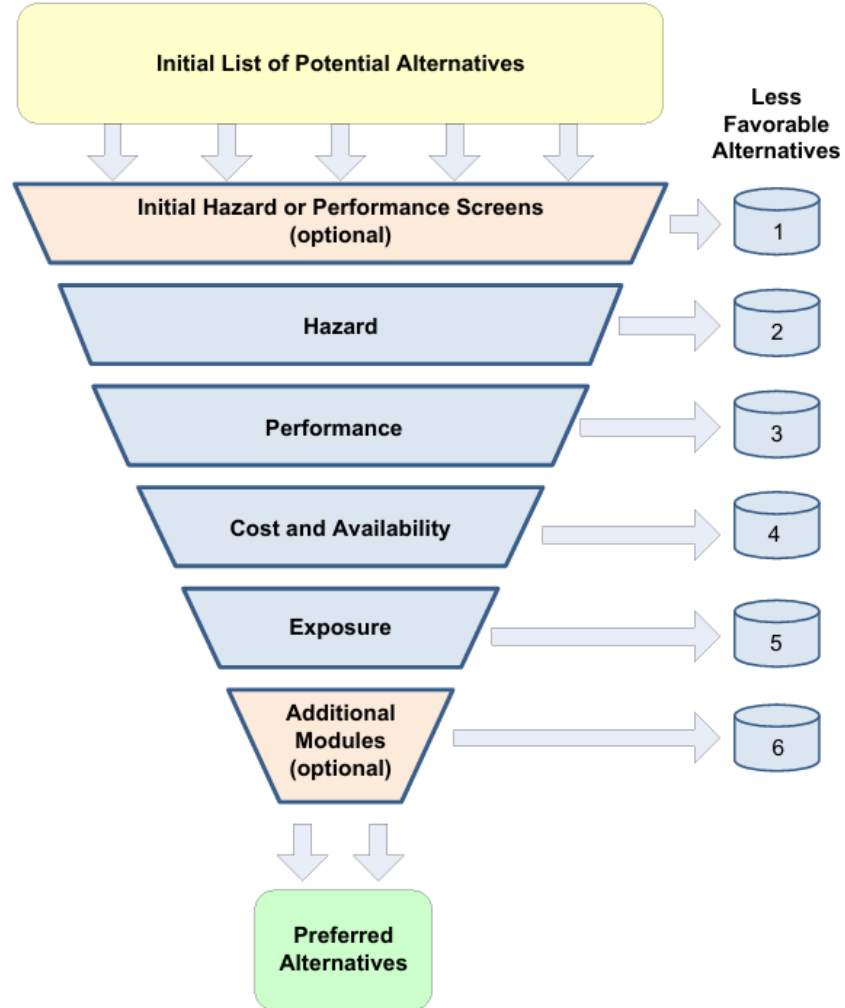 Initial List of Potential Alternatives
Less
Favorable
Alternatives
Initial Hazard or Performance Screens
(optional)
1
Hazard
2
Performance
3
Cost and Availability
4
Exposure
5
Additional
Modules
(optional)
6
Preferred
Alternatives